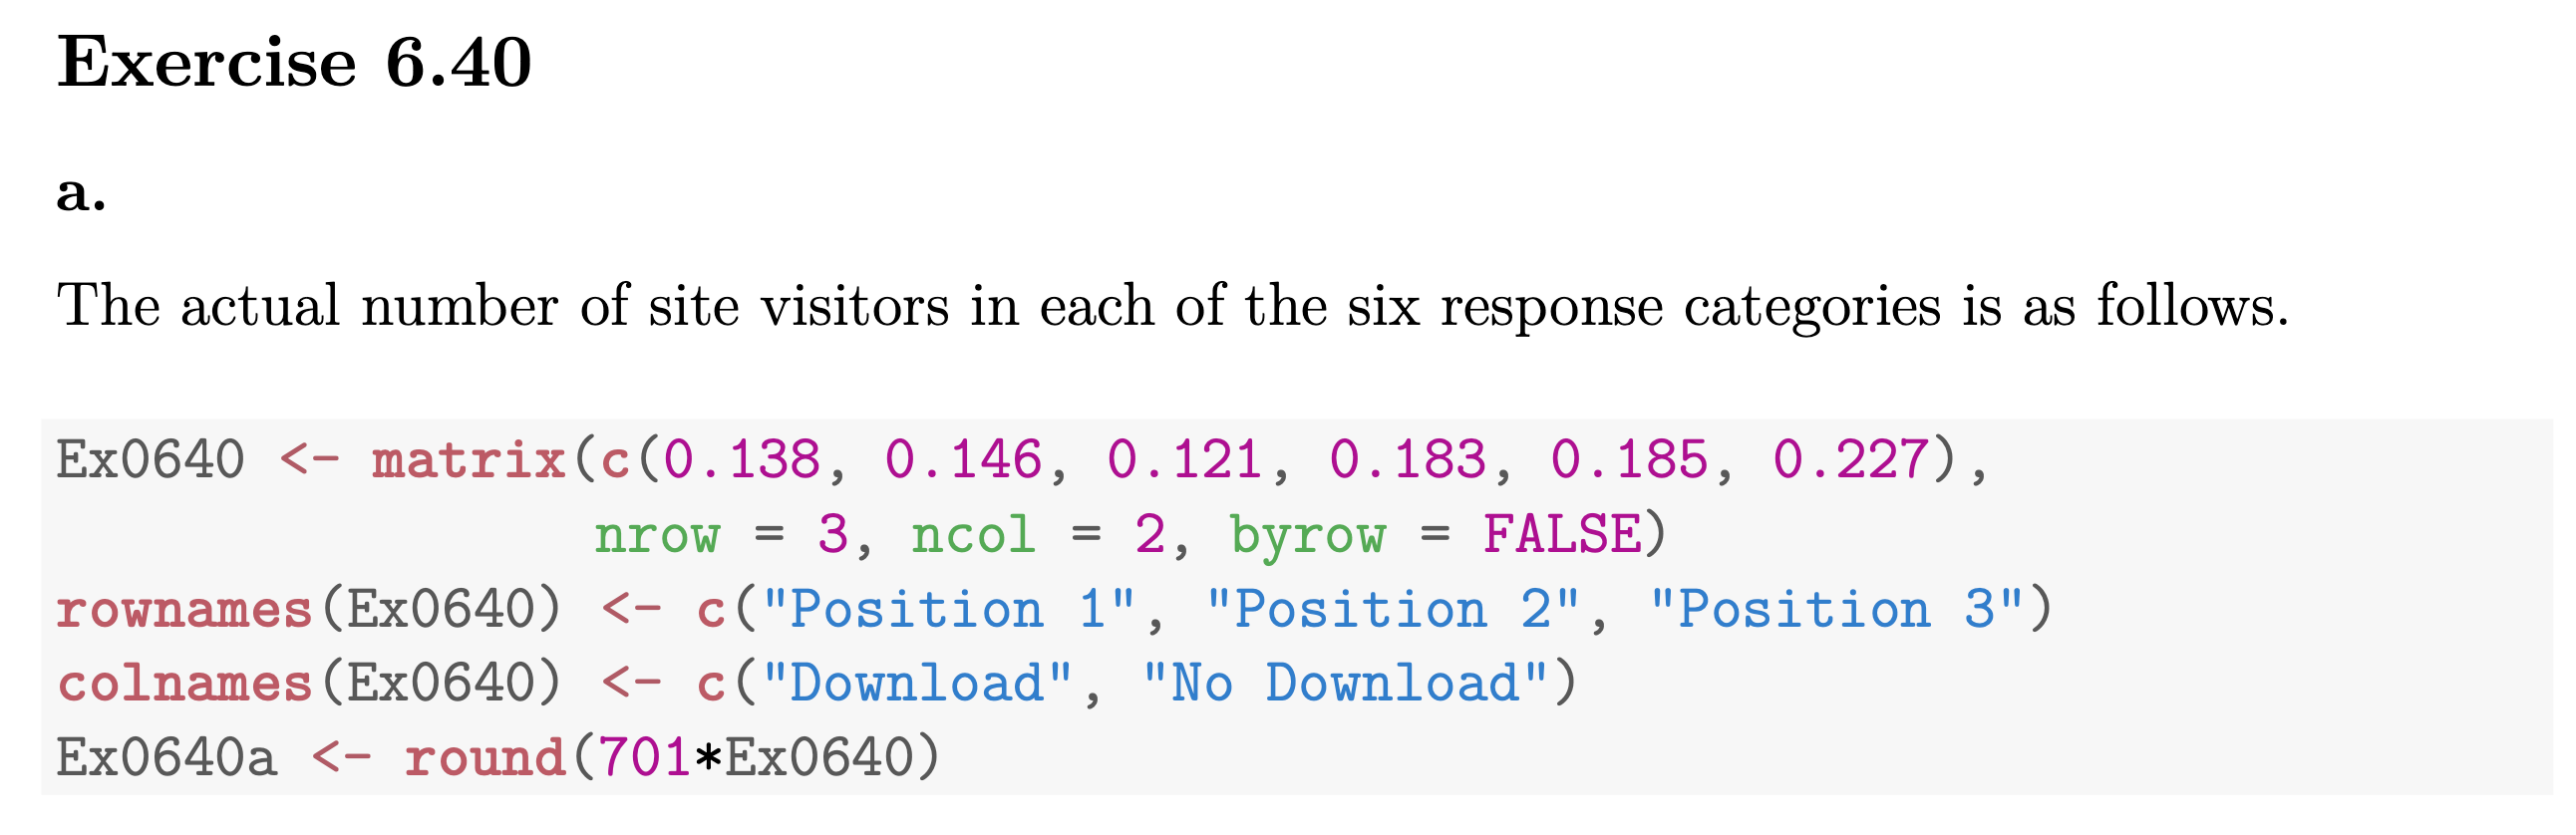 Exercise 6.40
a.
The actual number of site visitors in each of the six response categories is as follows.
Ex0640 <- matrix(c(0.138, 0.146, 0.121, 0.183, 0.185, 0.227),
nrow = 3, ncol = 2, byrow = FALSE)
rownames(Ex0640) <- c("Position 1", "Position 2", "Position 3")
colnames(Ex0640) <- c("Download", "No Download")
Ex0640a <- round(701*Ex0640)